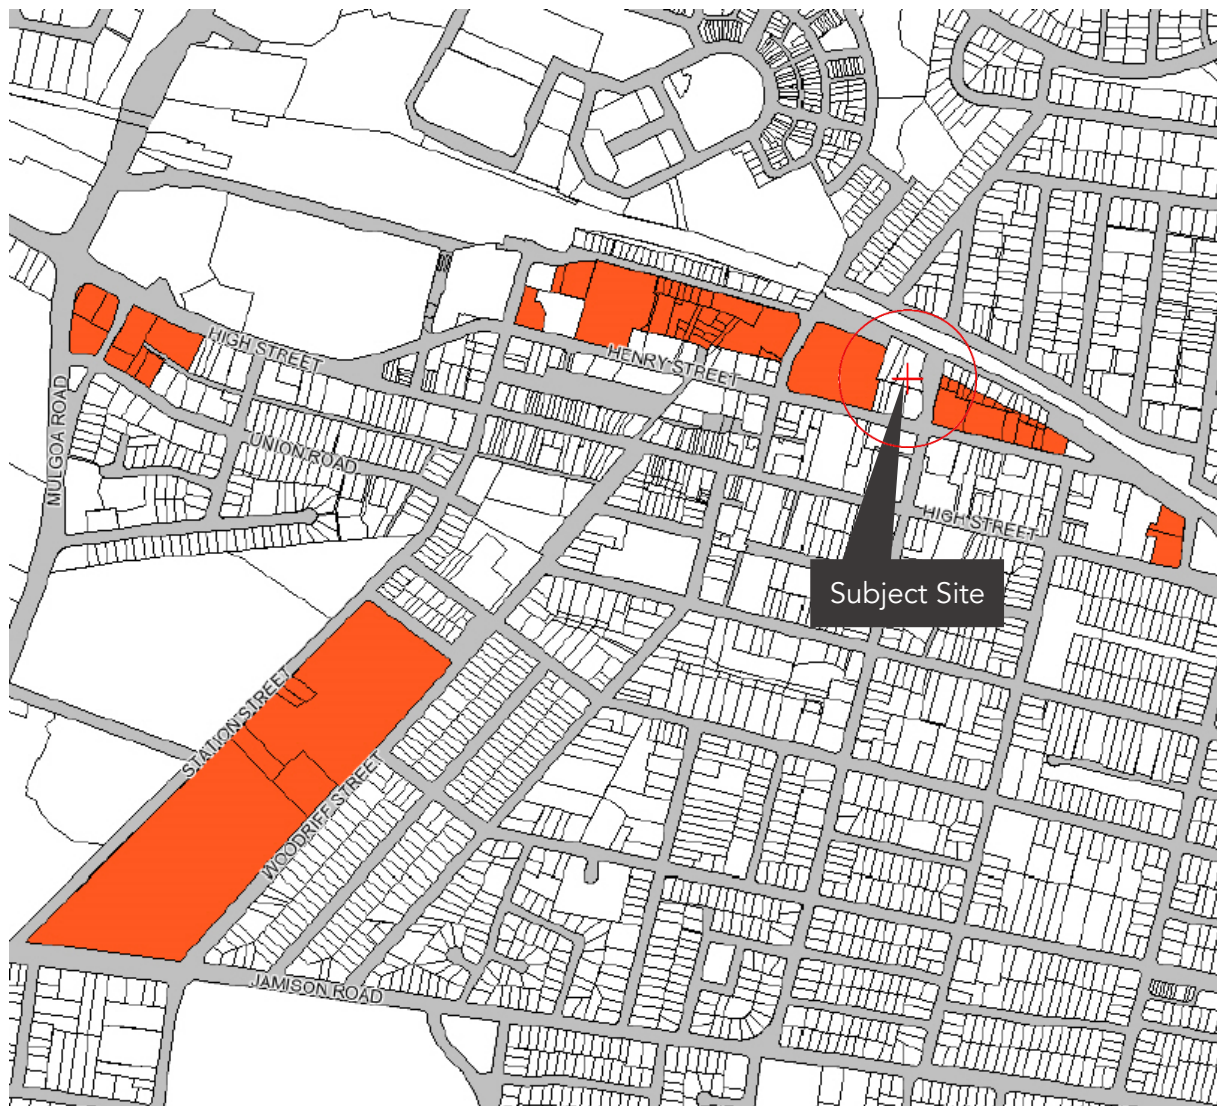 HIGH STREET
HENRY STREET
MULGOA ROAD
UNION ROAD
HIGH STREET
Subject Site
STATION STREET
WOODRIFF STREET
JAMISON ROAD